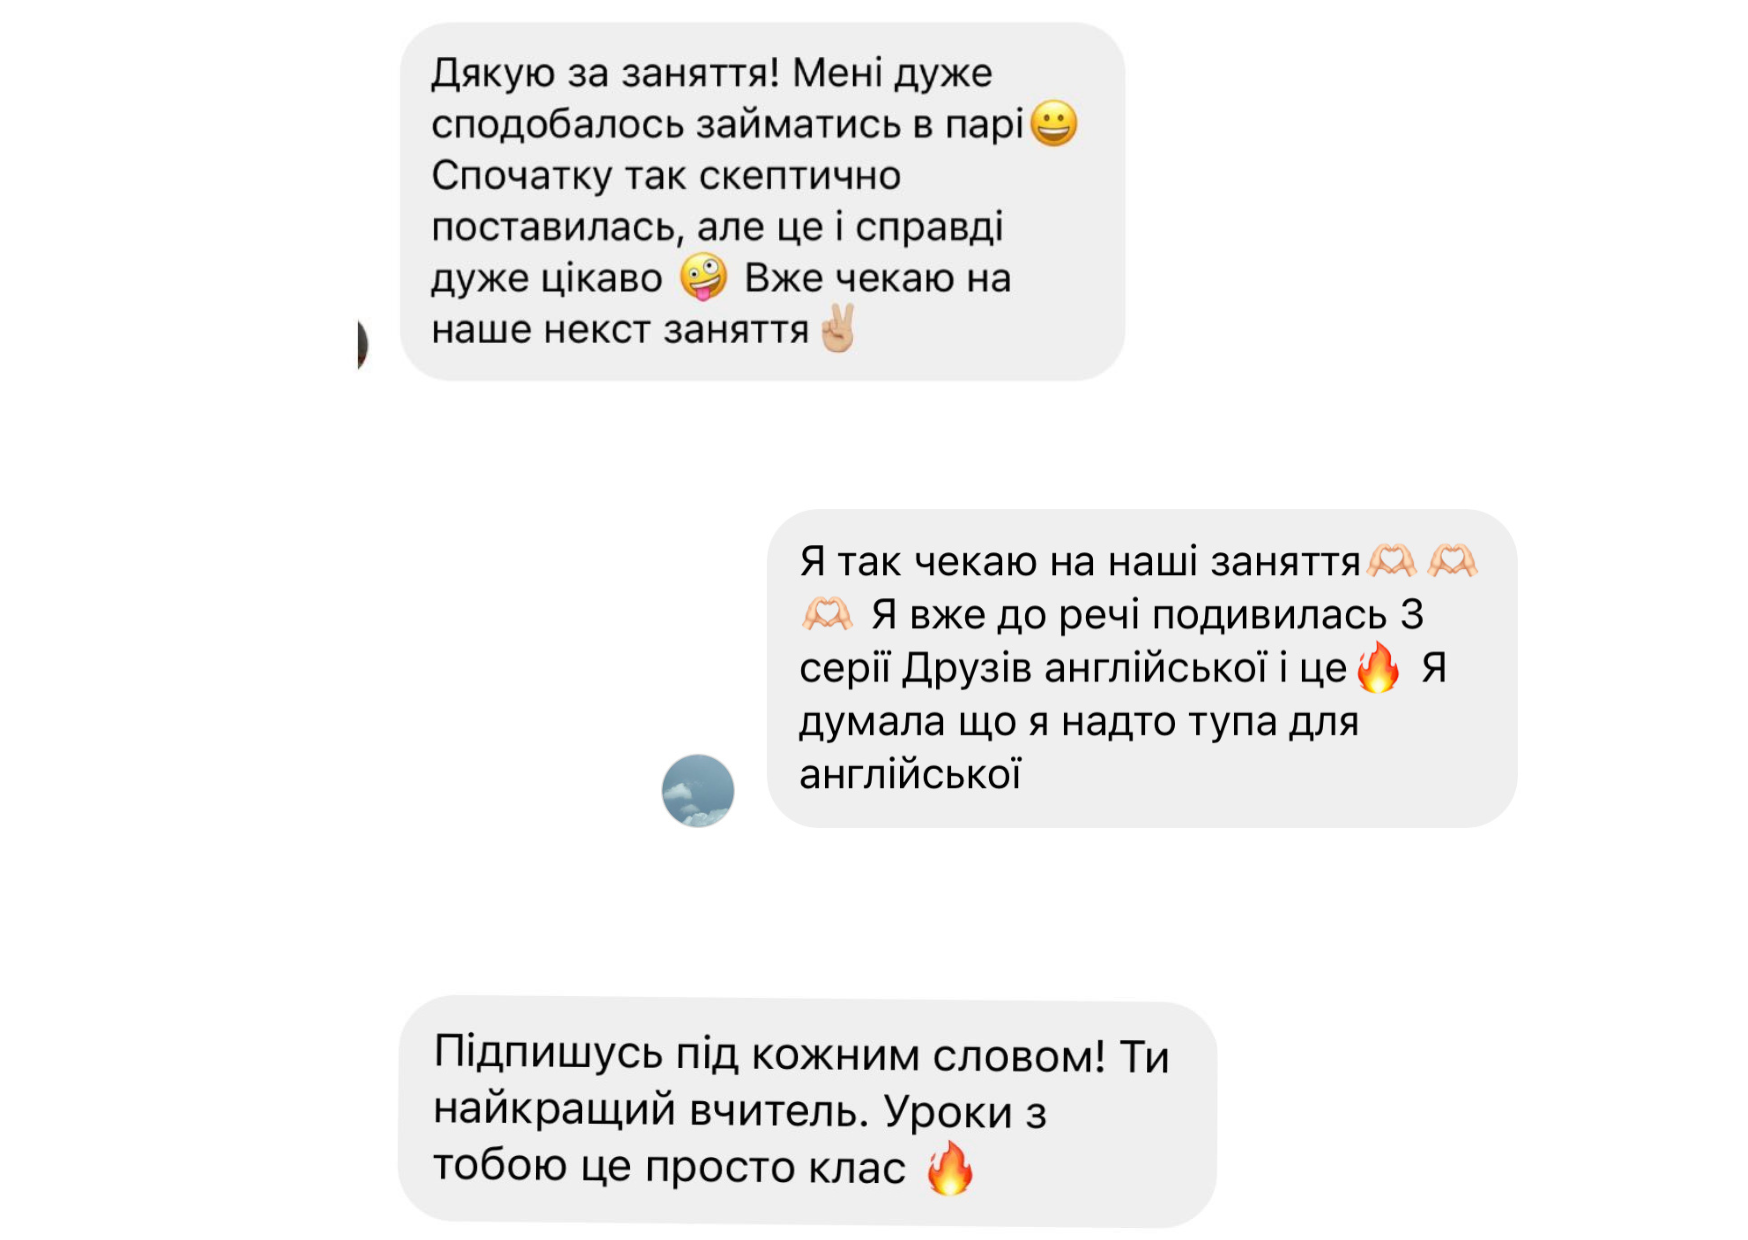 Дякую за заняття! Мені дуже
сподобалось займатись в парі😀
Спочатку так скептично
поставилась, але це і справді
дуже цікаво 🤪 Вже чекаю на
наше некст заняття✌🏼
Я так чекаю на наші заняття🫶🏻 🫶🏻
🫶🏻 Я вже до речі подивилась 3
серії Друзів англійської і це🔥 Я
думала що я надто тупа для
англійської
Підпишусь під кожним словом! Ти
найкращий вчитель. Уроки з
тобою це просто клас 🔥